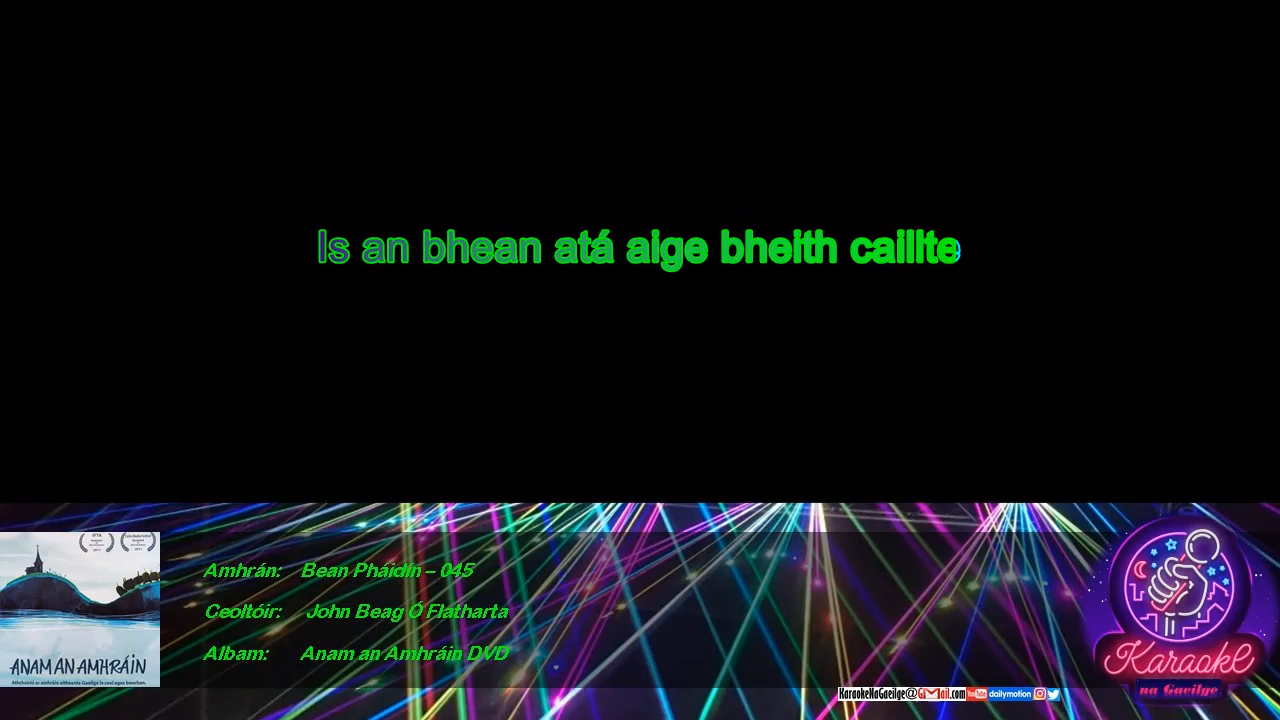 Is an bhean atá aige bheith caillte
Amhrán: Bean Pháidín – 045
Ceoltóir: John Beag Ó Flatharta
Albam: Anam an Amhráin DVD
ANAM AN AMHRÁIN
KaraokeNaGaeilge@GMail.com YouTube dailymotion
Karaoke
na Gaeilge